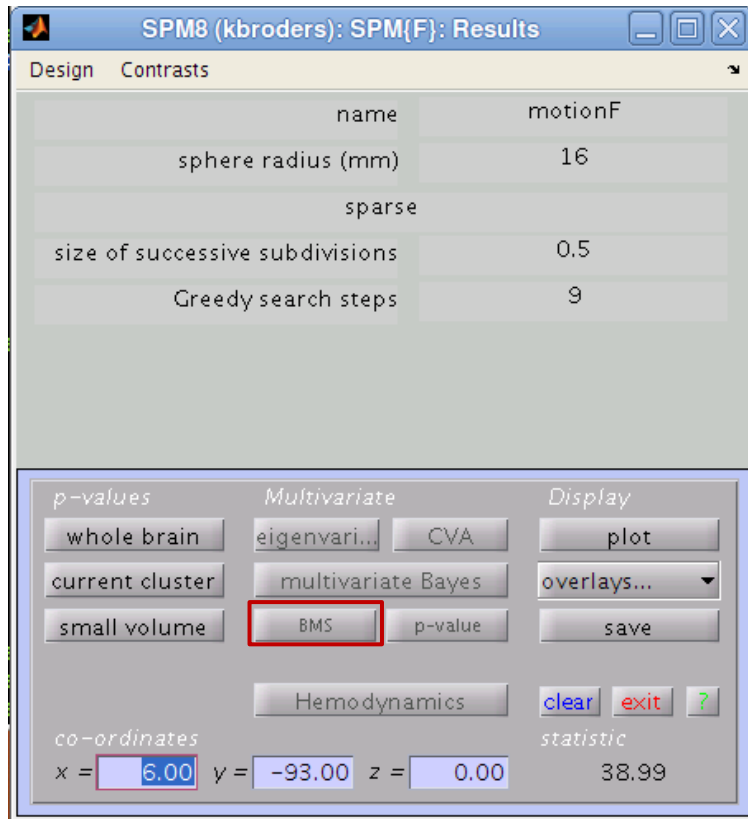 SPM8 (kbroders): SPM{F}: Results
Design Contrasts
name motionF
sphere radius (mm) 16
sparse
size of successive subdivisions 0.5
Greedy search steps 9
p-values Multivariate Display
whole brain eigenvari... CVA plot
current cluster multivariate Bayes overlays...
small volume BMS p-value save
Hemodynamics clear exit ?
co-ordinates statistic
x = 6.00 y = -93.00 z = 0.00 38.99